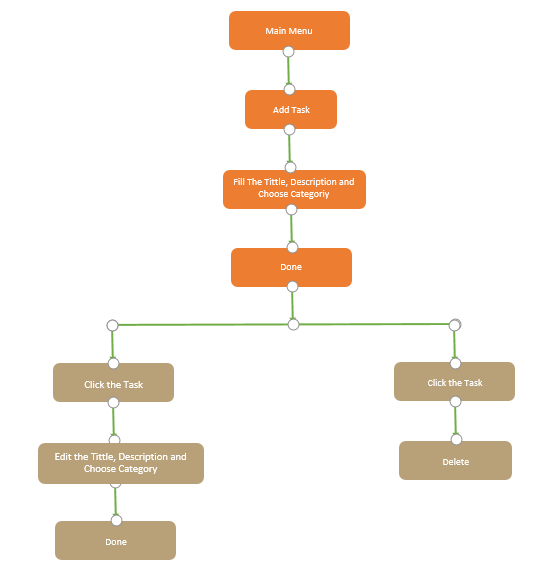 Main Menu
Add Task
Fill The Tittle, Description and
Choose Categoriy
Done
Click the Task
Click the Task
Edit the Tittle, Description and
Choose Category
Delete
Done